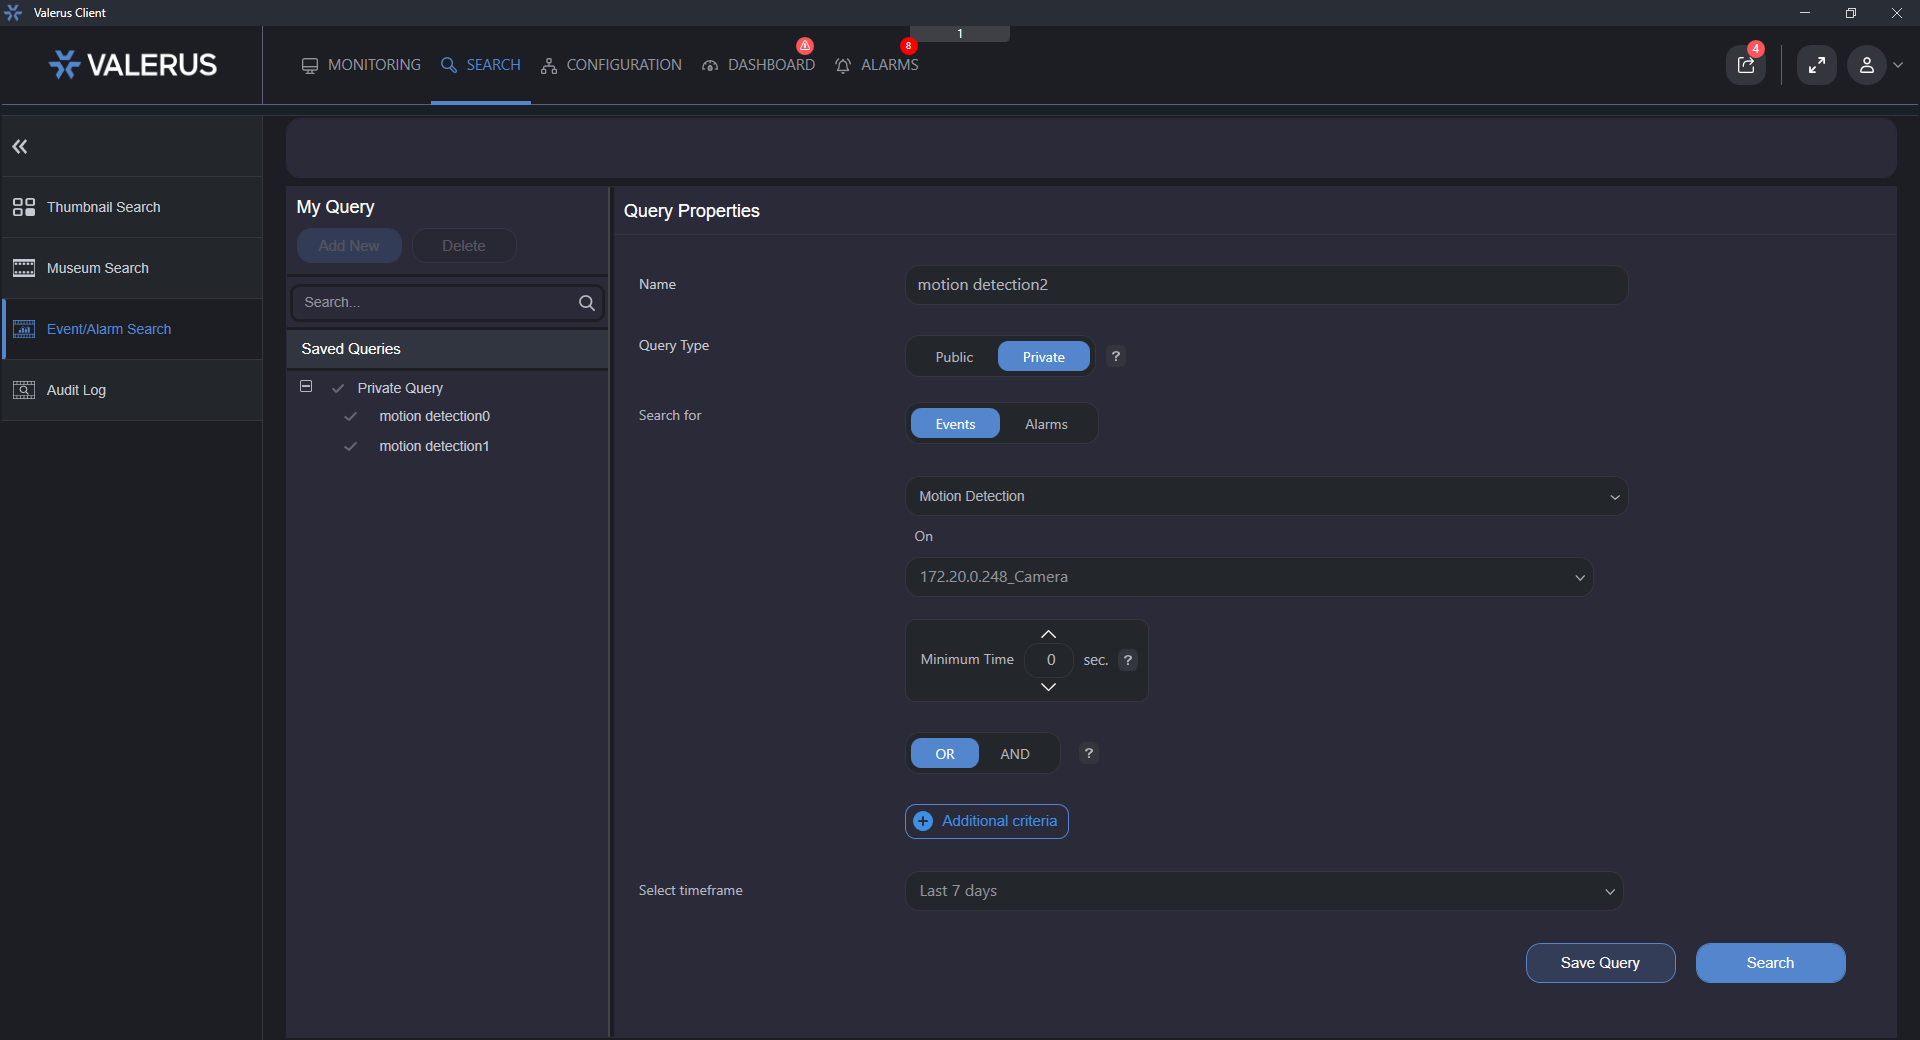 Valerus Client
1
VALERUS
MONITORING
SEARCH
CONFIGURATION
DASHBOARD
8
ALARMS
4
Thumbnail Search
Museum Search
Event/Alarm Search
Audit Log
My Query
Add New
Delete
Search...
Saved Queries
Private Query
motion detection0
motion detection1
Query Properties
Name
motion detection2
Query Type
Public
Private
?
Search for
Events
Alarms
Motion Detection
On
172.20.0.248_Camera
Minimum Time
0
sec.
?
OR
AND
?
Additional criteria
Select timeframe
Last 7 days
Save Query
Search